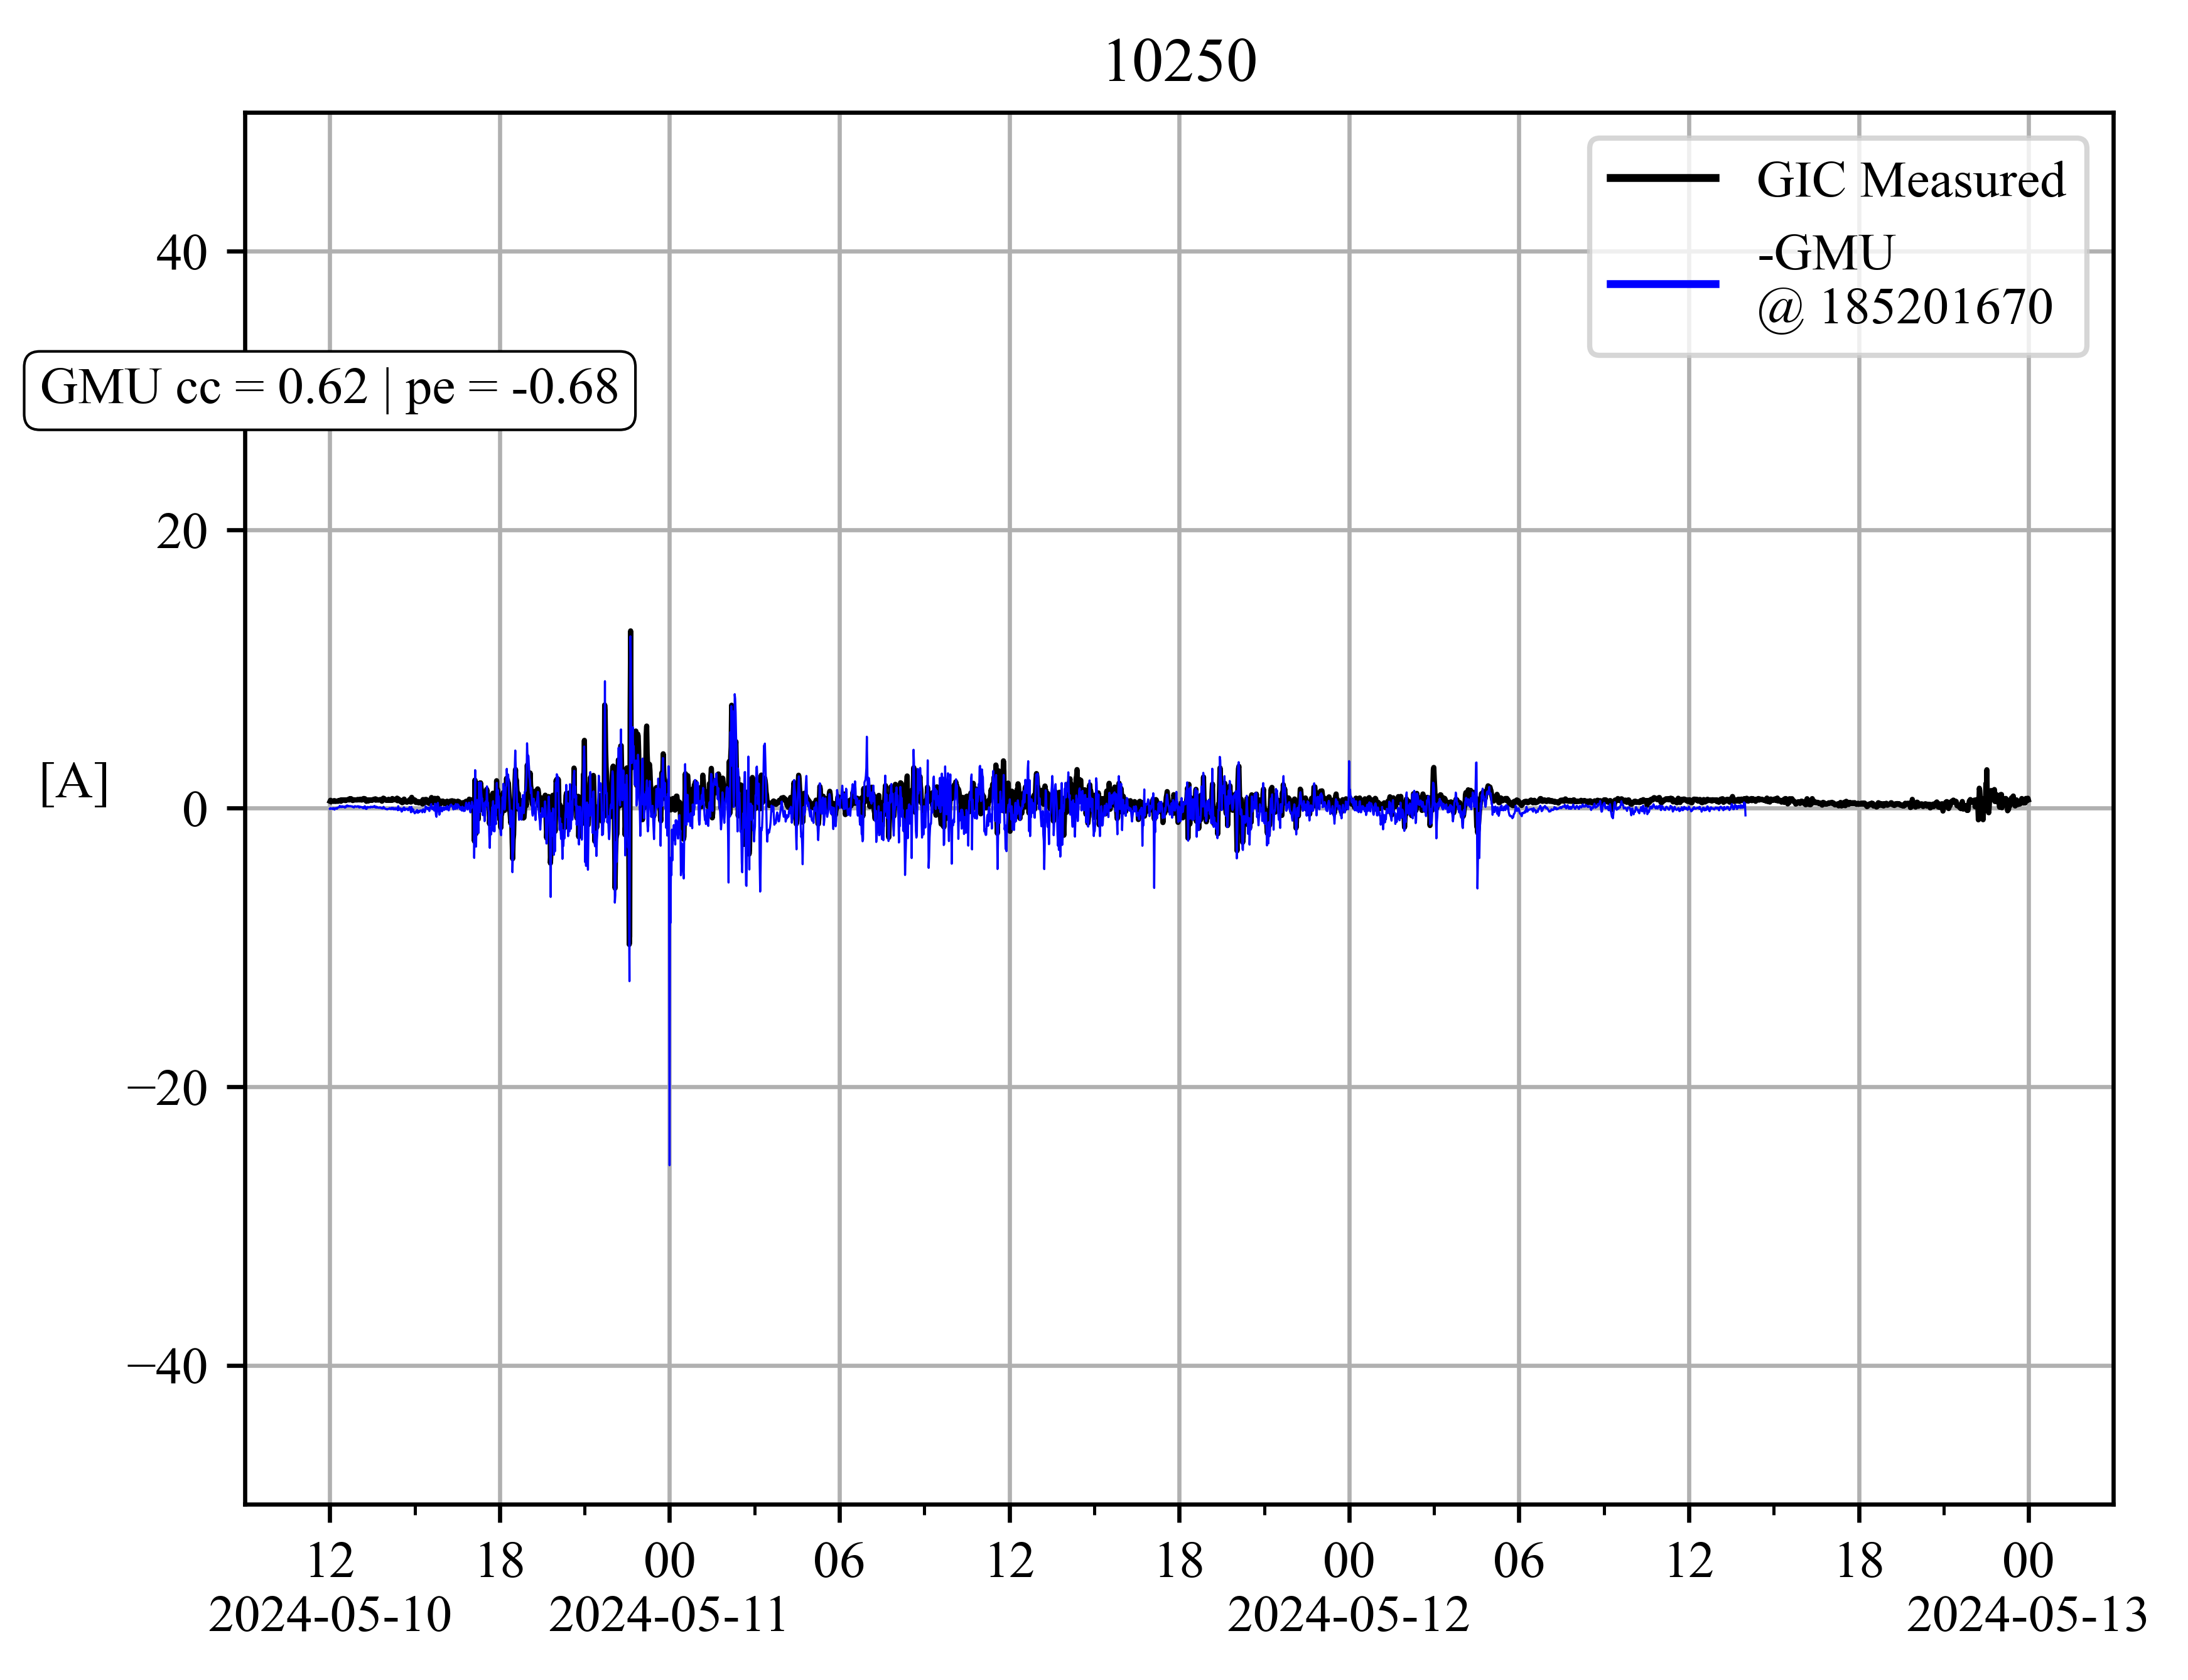 10250
GIC Measured
-GMU
@ 185201670
40
GMU cc = 0.62 | pe = -0.68
20
[A]
0
−20
−40
12 18 00 06 12 18 00 06 12 18 00
2024-05-10 2024-05-11 2024-05-12 2024-05-13